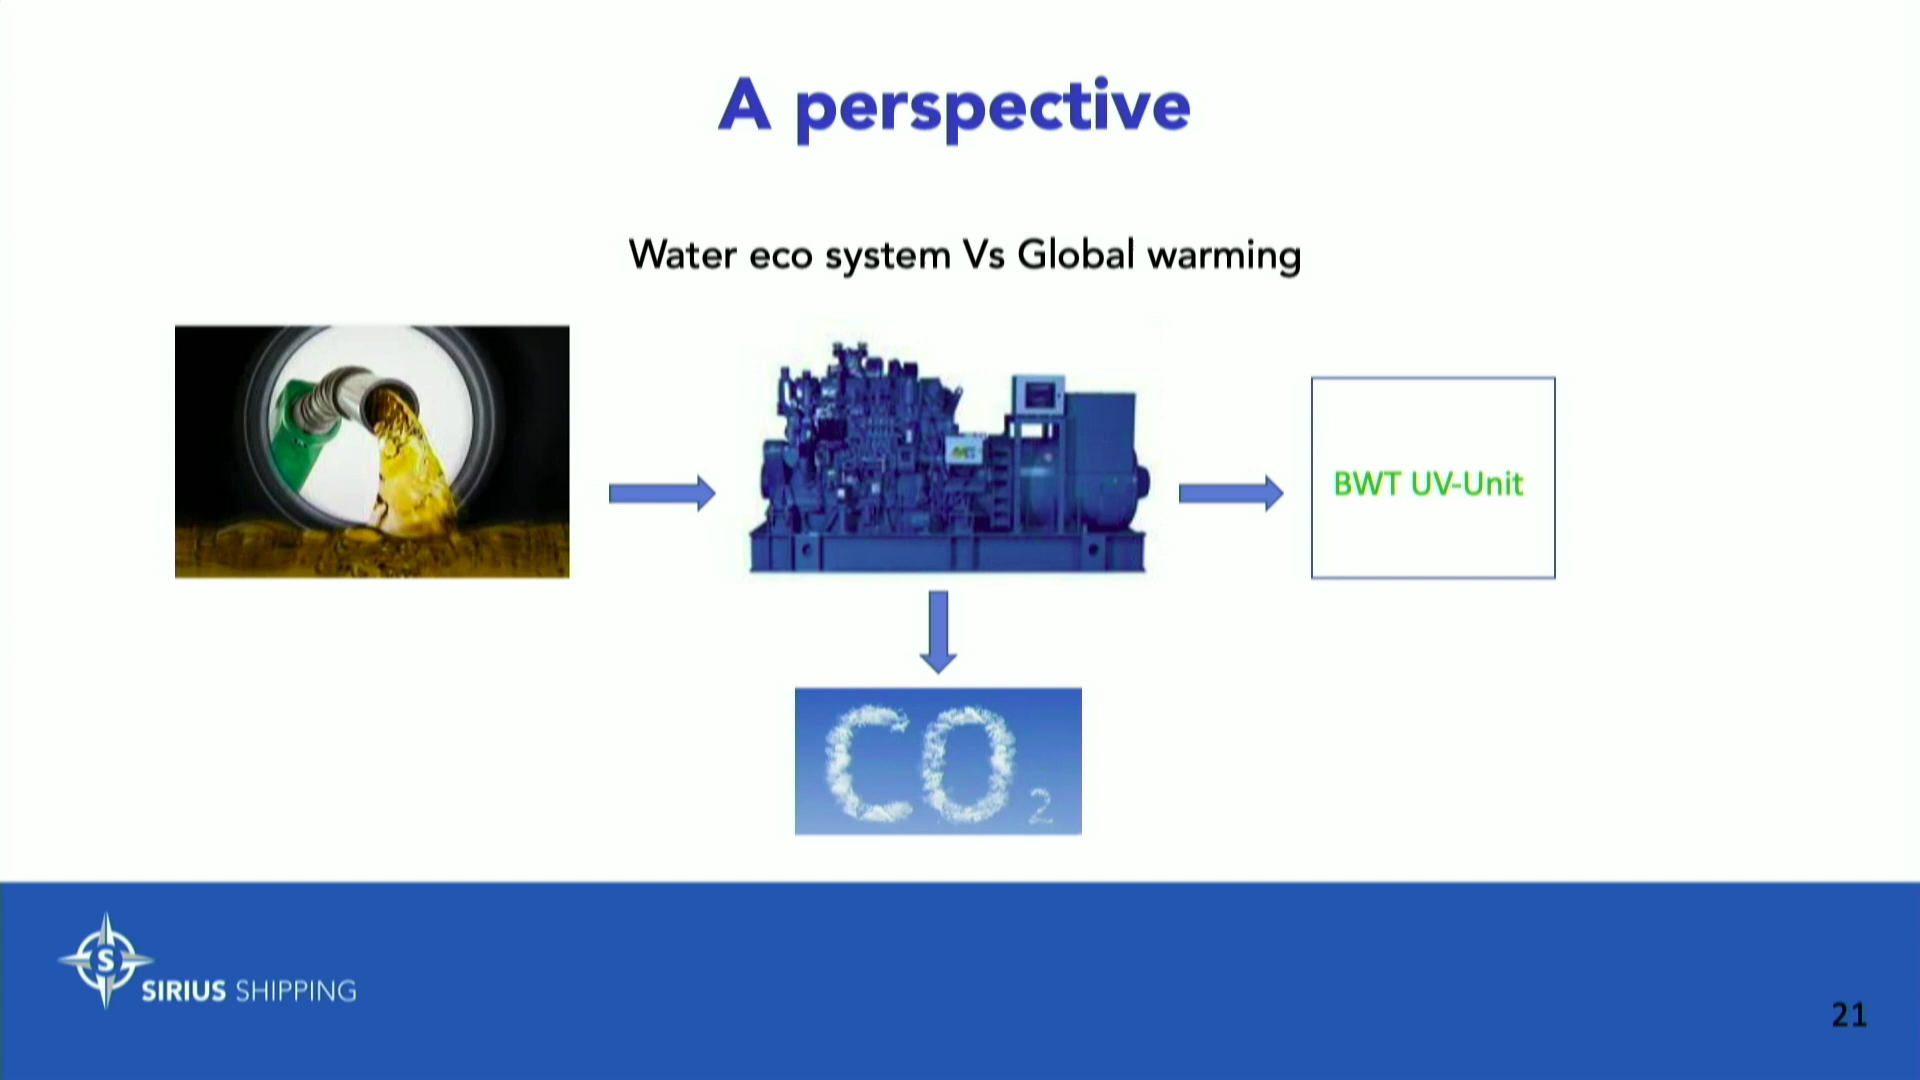 A perspective
Water eco system Vs Global warming
BWT UV-Unit
CO2
S
SIRIUS SHIPPING
21